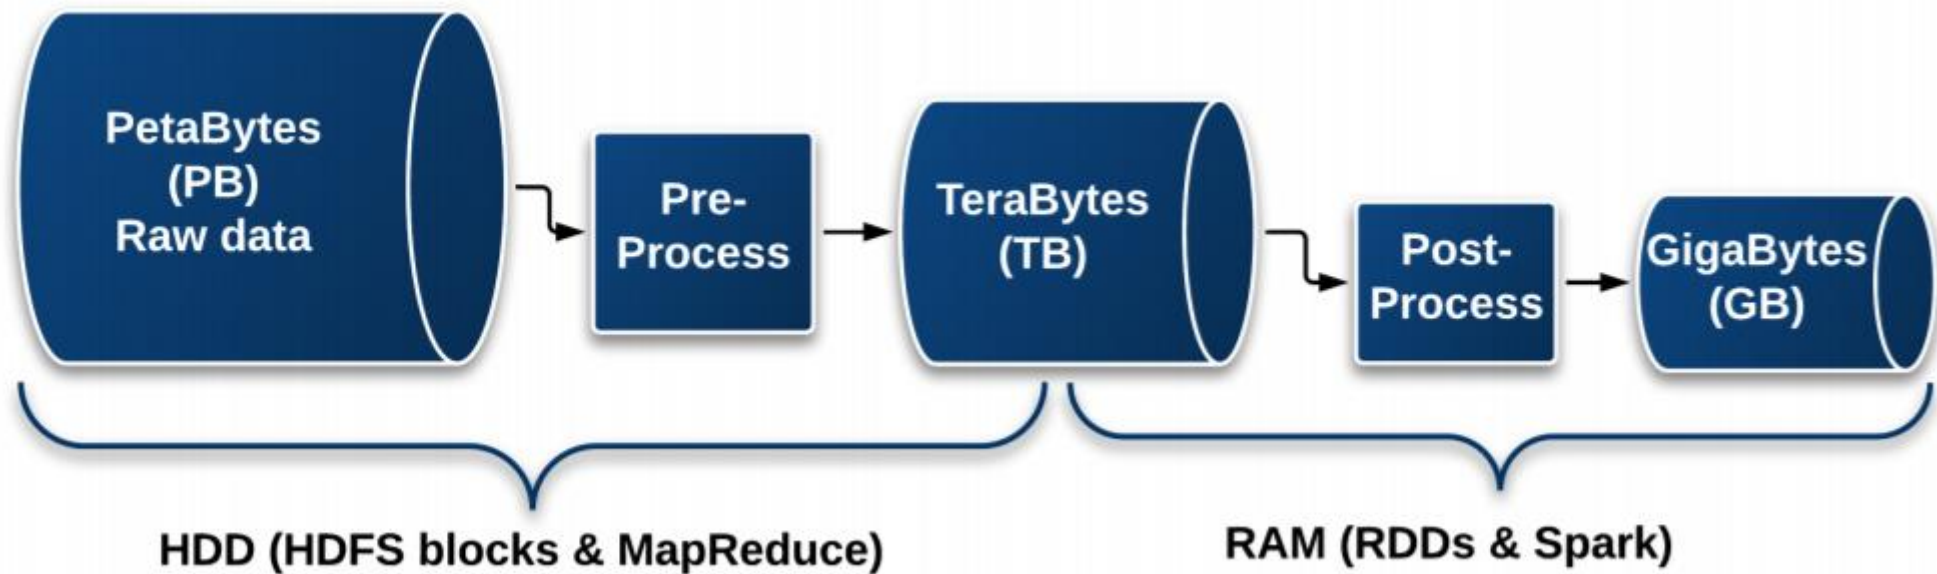 PetaBytes
(PB)
Raw data
Pre-
Process
TeraBytes
(TB)
Post-
Process
GigaBytes
(GB)
HDD (HDFS blocks & MapReduce)
RAM (RDDs & Spark)